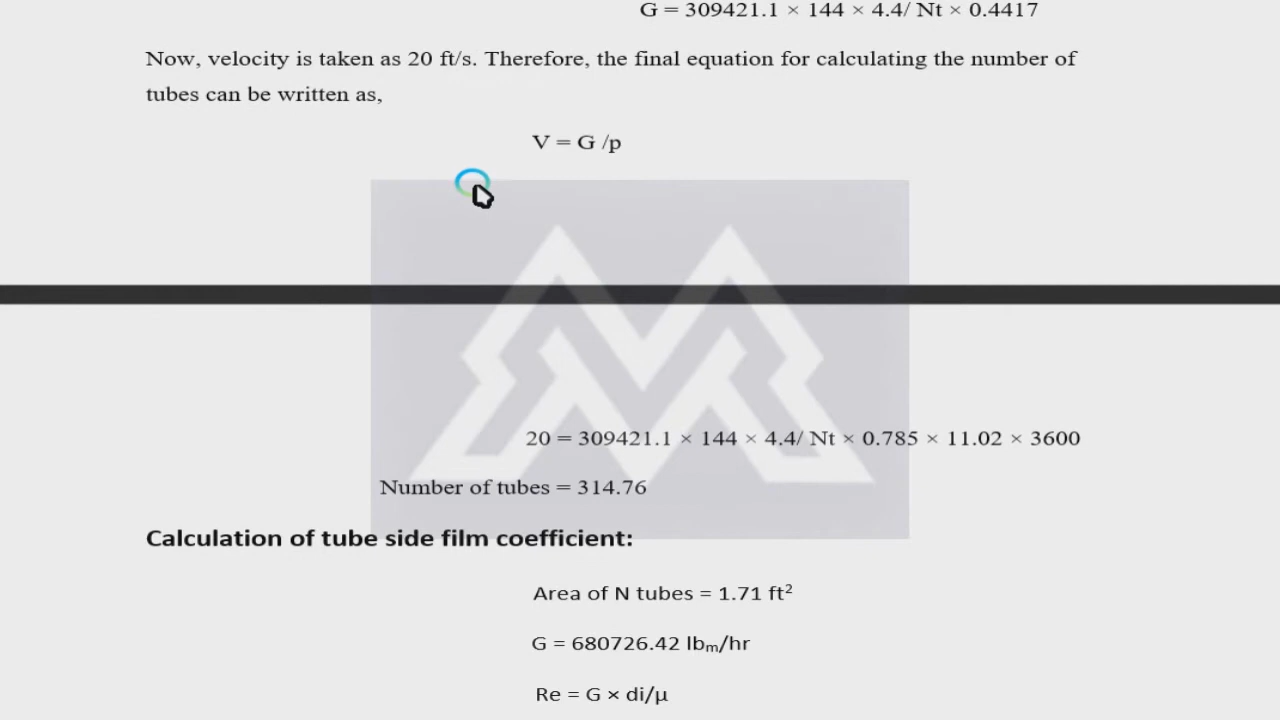 G = 309421.1 × 144 × 4.4/ Nt × 0.4417
Now, velocity is taken as 20 ft/s. Therefore, the final equation for calculating the number of
tubes can be written as,
V = G /p
20 = 309421.1 × 144 × 4.4/ Nt × 0.785 × 11.02 × 3600
Number of tubes = 314.76
Calculation of tube side film coefficient:
Area of N tubes = 1.71 ft²
G = 680726.42 lbₘ/hr
Re = G × di/μ